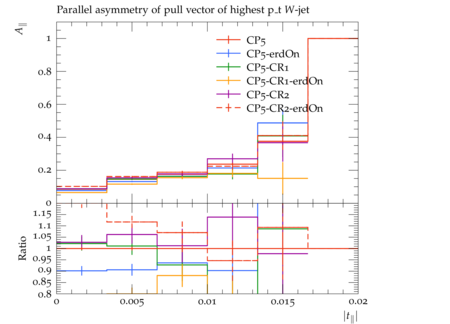 Parallel asymmetry of pull vector of highest p_t W-jet
A∥
1
0.8
0.6
0.4
0.2
0
CP5
CP5-erdOn
CP5-CR1
CP5-CR1-erdOn
CP5-CR2
CP5-CR2-erdOn
Ratio
1.15
1.1
1.05
1
0.95
0.9
0.85
0.8
0 0.005 0.01 0.015 0.02
|t∥|